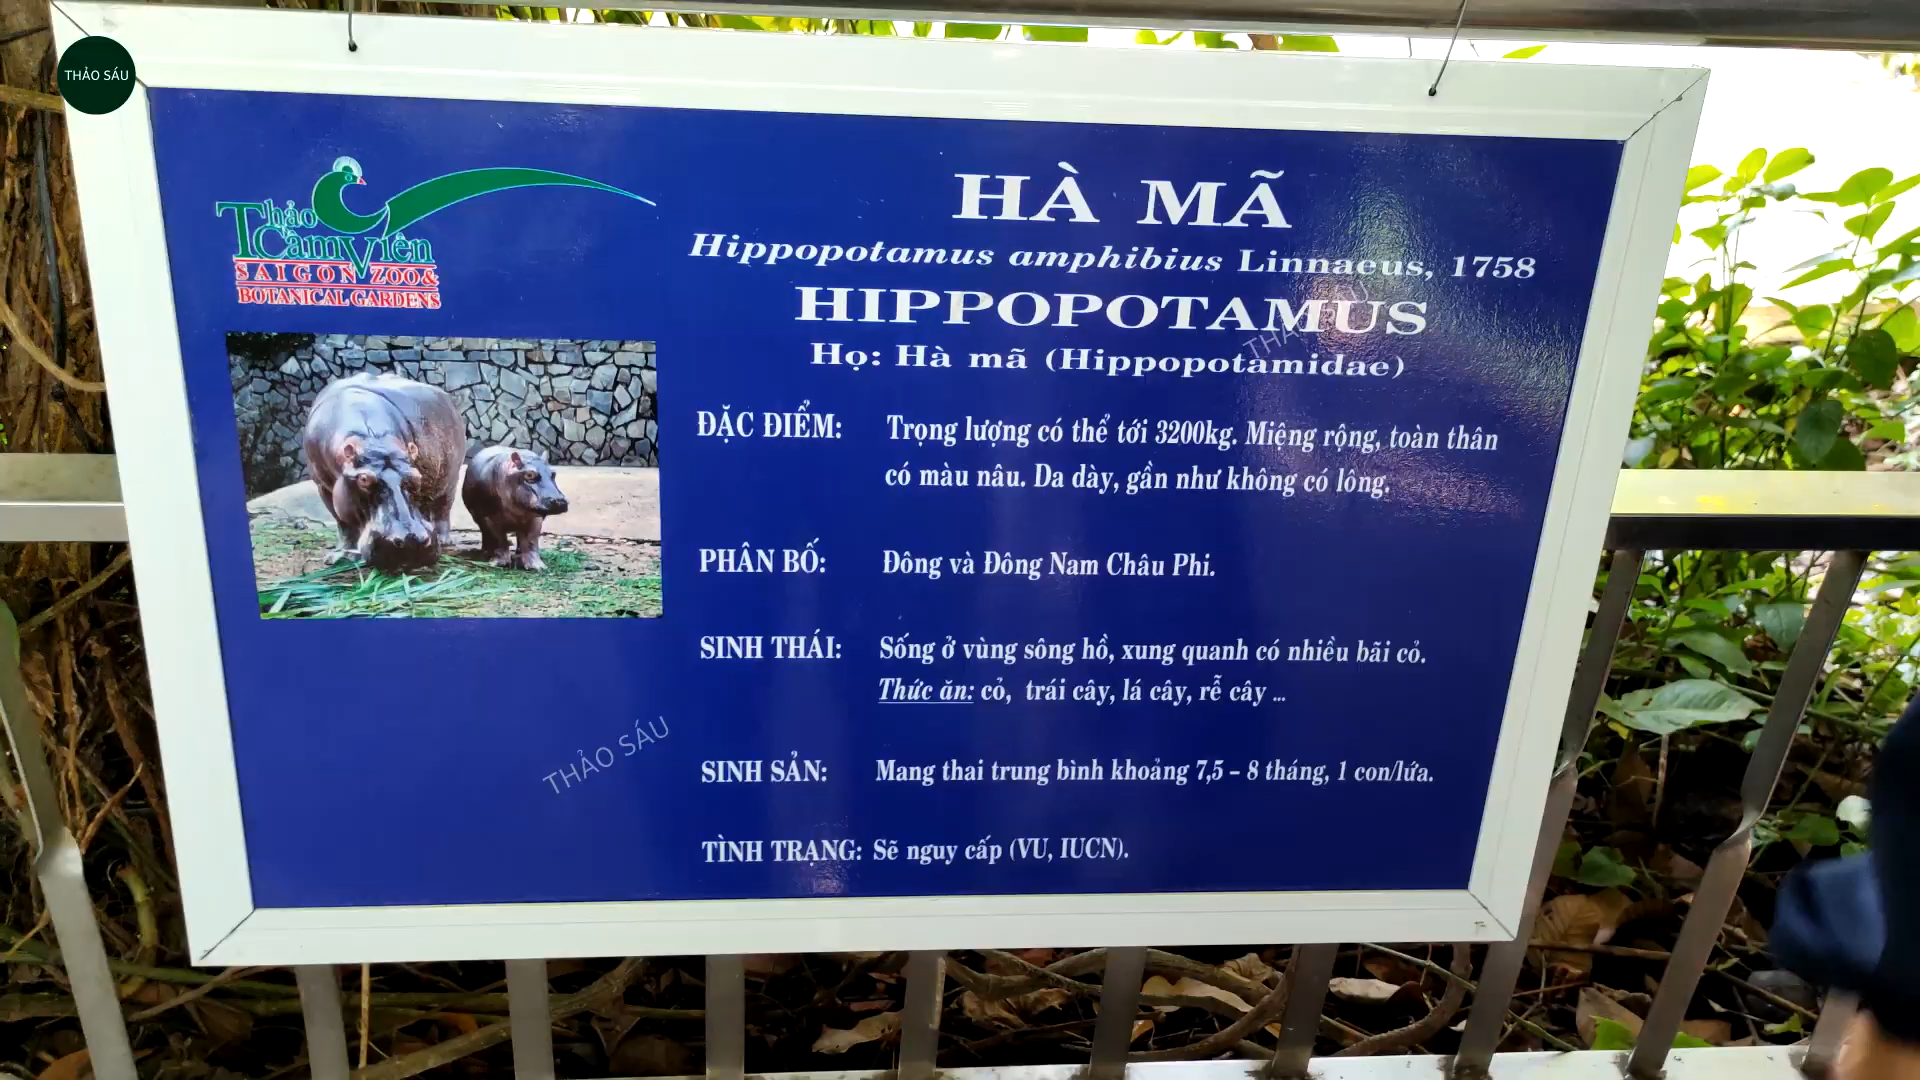 THẢO SÁU
Thảo
Cầm Viên
SAIGON ZOO &
BOTANICAL GARDENS
HÀ MÃ
Hippopotamus amphibius Linnaeus, 1758
HIPPOPOTAMUS
Họ: Hà mã (Hippopotamidae)
ĐẶC ĐIỂM: Trọng lượng có thể tới 3200kg. Miệng rộng, toàn thân
có màu nâu. Da dày, gần như không có lông.
PHÂN BỐ: Đông và Đông Nam Châu Phi.
SINH THÁI: Sống ở vùng sông hồ, xung quanh có nhiều bãi cỏ.
Thức ăn: cỏ, trái cây, lá cây, rễ cây ...
THẢO SÁU
SINH SẢN: Mang thai trung bình khoảng 7,5 – 8 tháng, 1 con/lứa.
TÌNH TRẠNG: Sẽ nguy cấp (VU, IUCN).